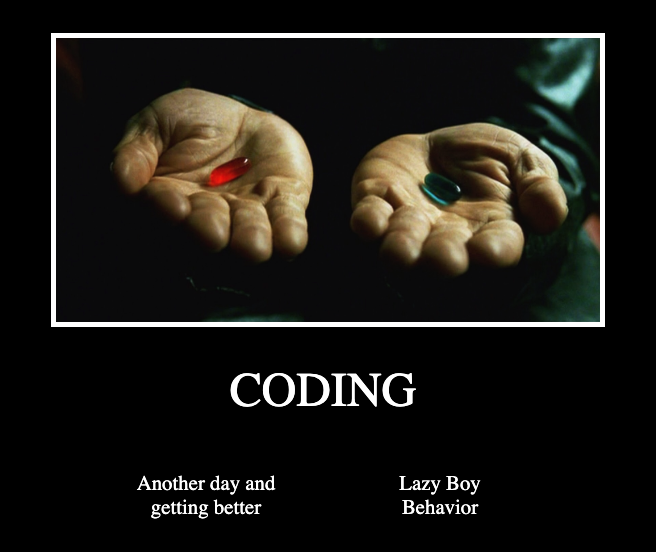 CODING
Another day and
getting better
Lazy Boy
Behavior